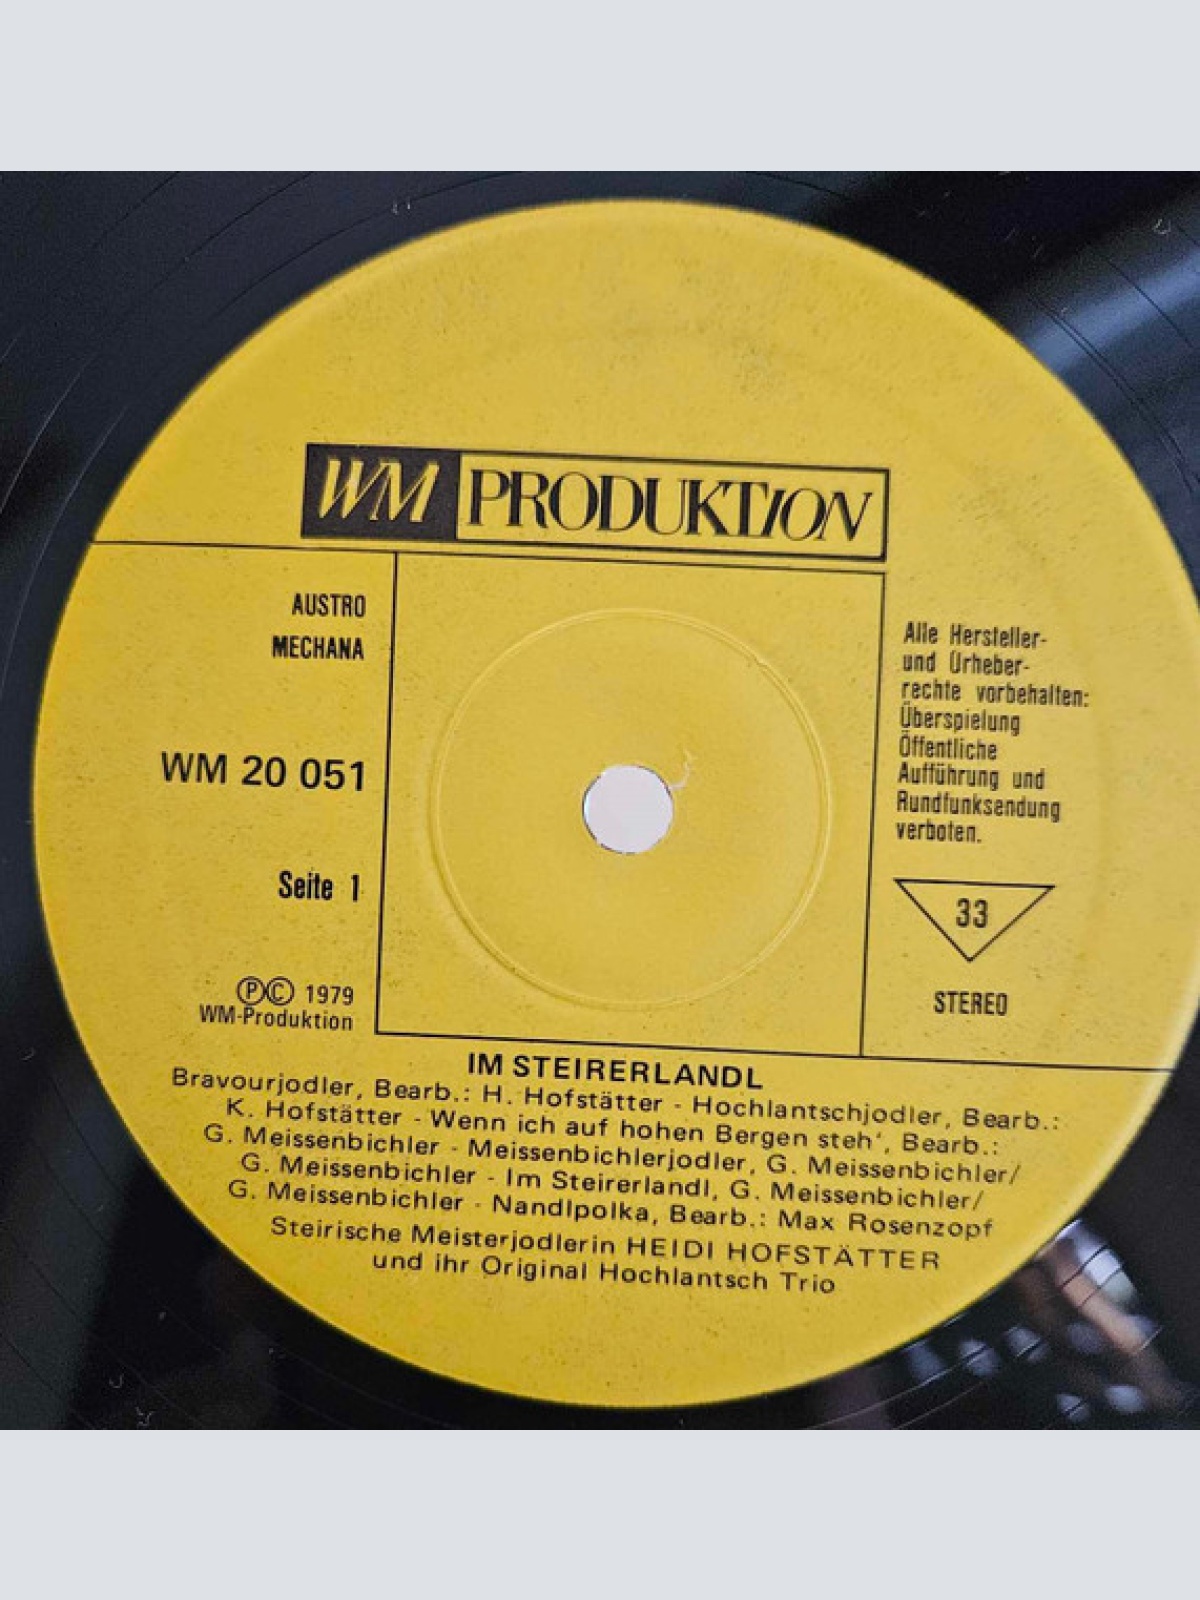 WM PRODUKTION
AUSTRO
MECHANA
WM 20 051
Seite 1
ⓅⒸ 1979
WM-Produktion
Alle Hersteller-
und Urheber-
rechte vorbehalten:
Überspielung
Öffentliche
Aufführung und
Rundfunksendung
verboten.
33
STEREO
IM STEIRERLANDL
Bravourjodler, Bearb.: H. Hofstätter - Hochlantschjodler, Bearb.:
K. Hofstätter - Wenn ich auf hohen Bergen steh', Bearb.:
G. Meissenbichler - Meissenbichlerjodler, G. Meissenbichler/
G. Meissenbichler - Im Steirerlandl, G. Meissenbichler/
G. Meissenbichler - Nandlpolka, Bearb.: Max Rosenzopf
Steirische Meisterjodlerin HEIDI HOFSTÄTTER
und ihr Original Hochlantsch Trio